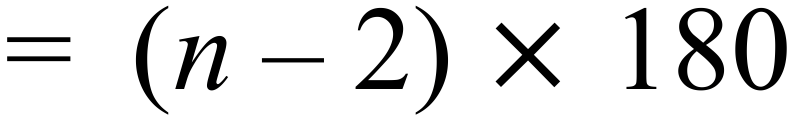 = (n − 2) × 180